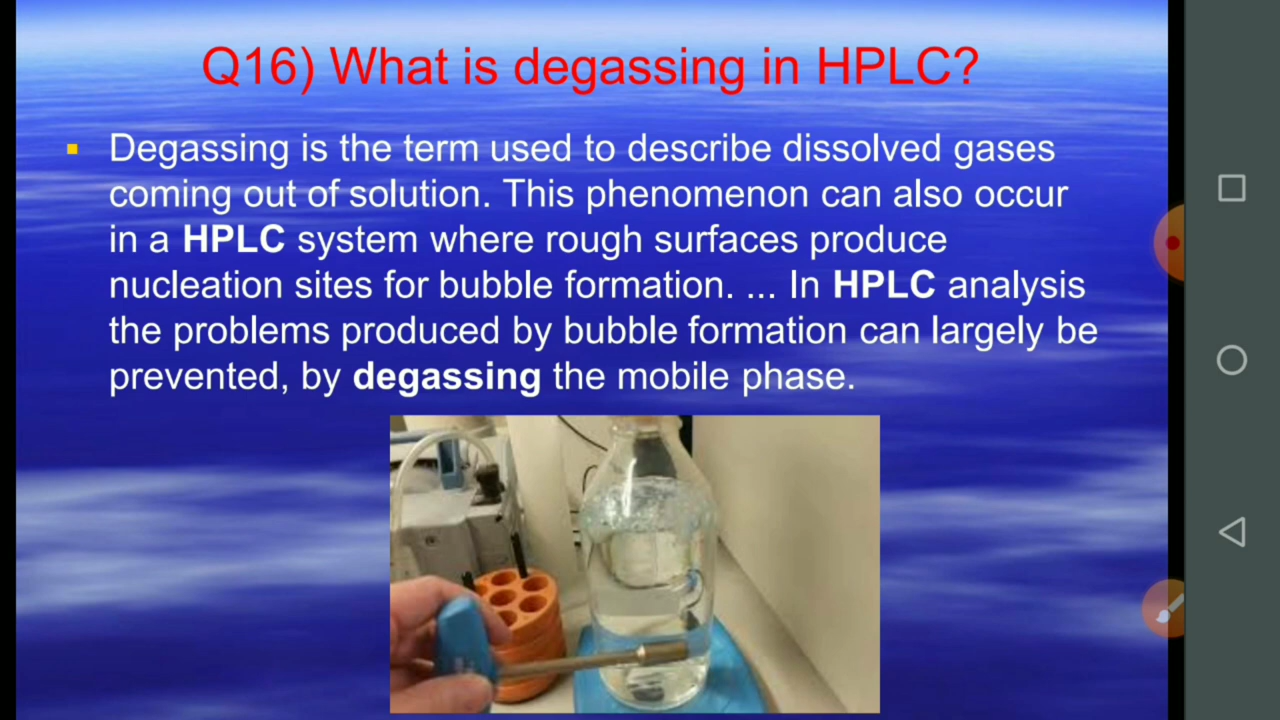 Q16) What is degassing in HPLC?
Degassing is the term used to describe dissolved gases
coming out of solution. This phenomenon can also occur
in a HPLC system where rough surfaces produce
nucleation sites for bubble formation. ... In HPLC analysis
the problems produced by bubble formation can largely be
prevented, by degassing the mobile phase.